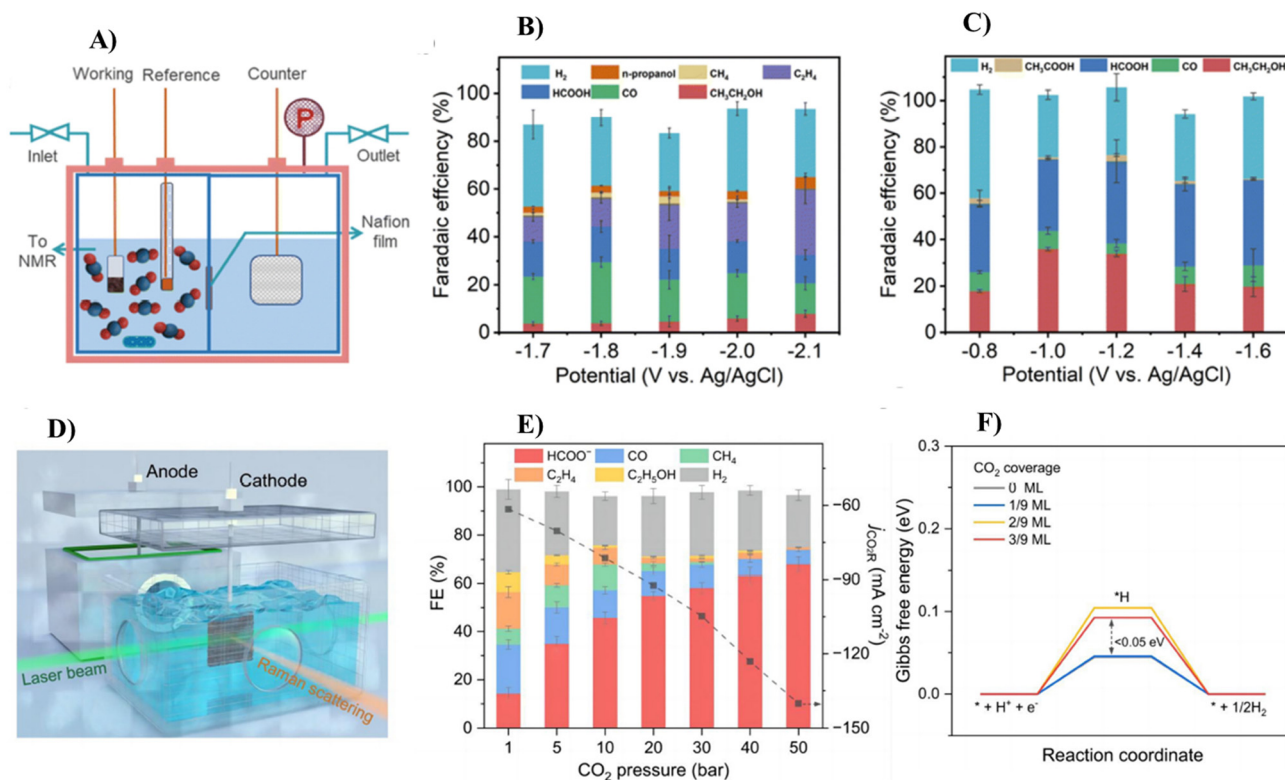 A)
Working
Reference
Counter
P
Inlet
Outlet
To
NMR
Nafion
film
B)
H₂
n-propanol
CH₄
C₂H₄
HCOOH
CO
CH₃CH₂OH
Faradaic effciency (%)
100
80
60
40
20
0
-1.7
-1.8
-1.9
-2.0
-2.1
Potential (V vs. Ag/AgCl)
C)
H₂
CH₃COOH
HCOOH
CO
CH₃CH₂OH
Faradaic effciency (%)
100
80
60
40
20
0
-0.8
-1.0
-1.2
-1.4
-1.6
Potential (V vs. Ag/AgCl)
D)
Anode
Cathode
Laser beam
Raman scattering
E)
HCOO⁻
CO
CH₄
C₂H₄
C₂H₅OH
H₂
FE (%)
100
80
60
40
20
0
1
5
10
20
30
40
50
CO₂ pressure (bar)
−60
−90
−120
−150
jCO₂R (mA cm⁻²)
F)
Gibbs free energy (eV)
0.3
0.2
0.1
0.0
CO₂ coverage
0 ML
1/9 ML
2/9 ML
3/9 ML
*H
<0.05 eV
* + H⁺ + e⁻
* + 1/2H₂
Reaction coordinate